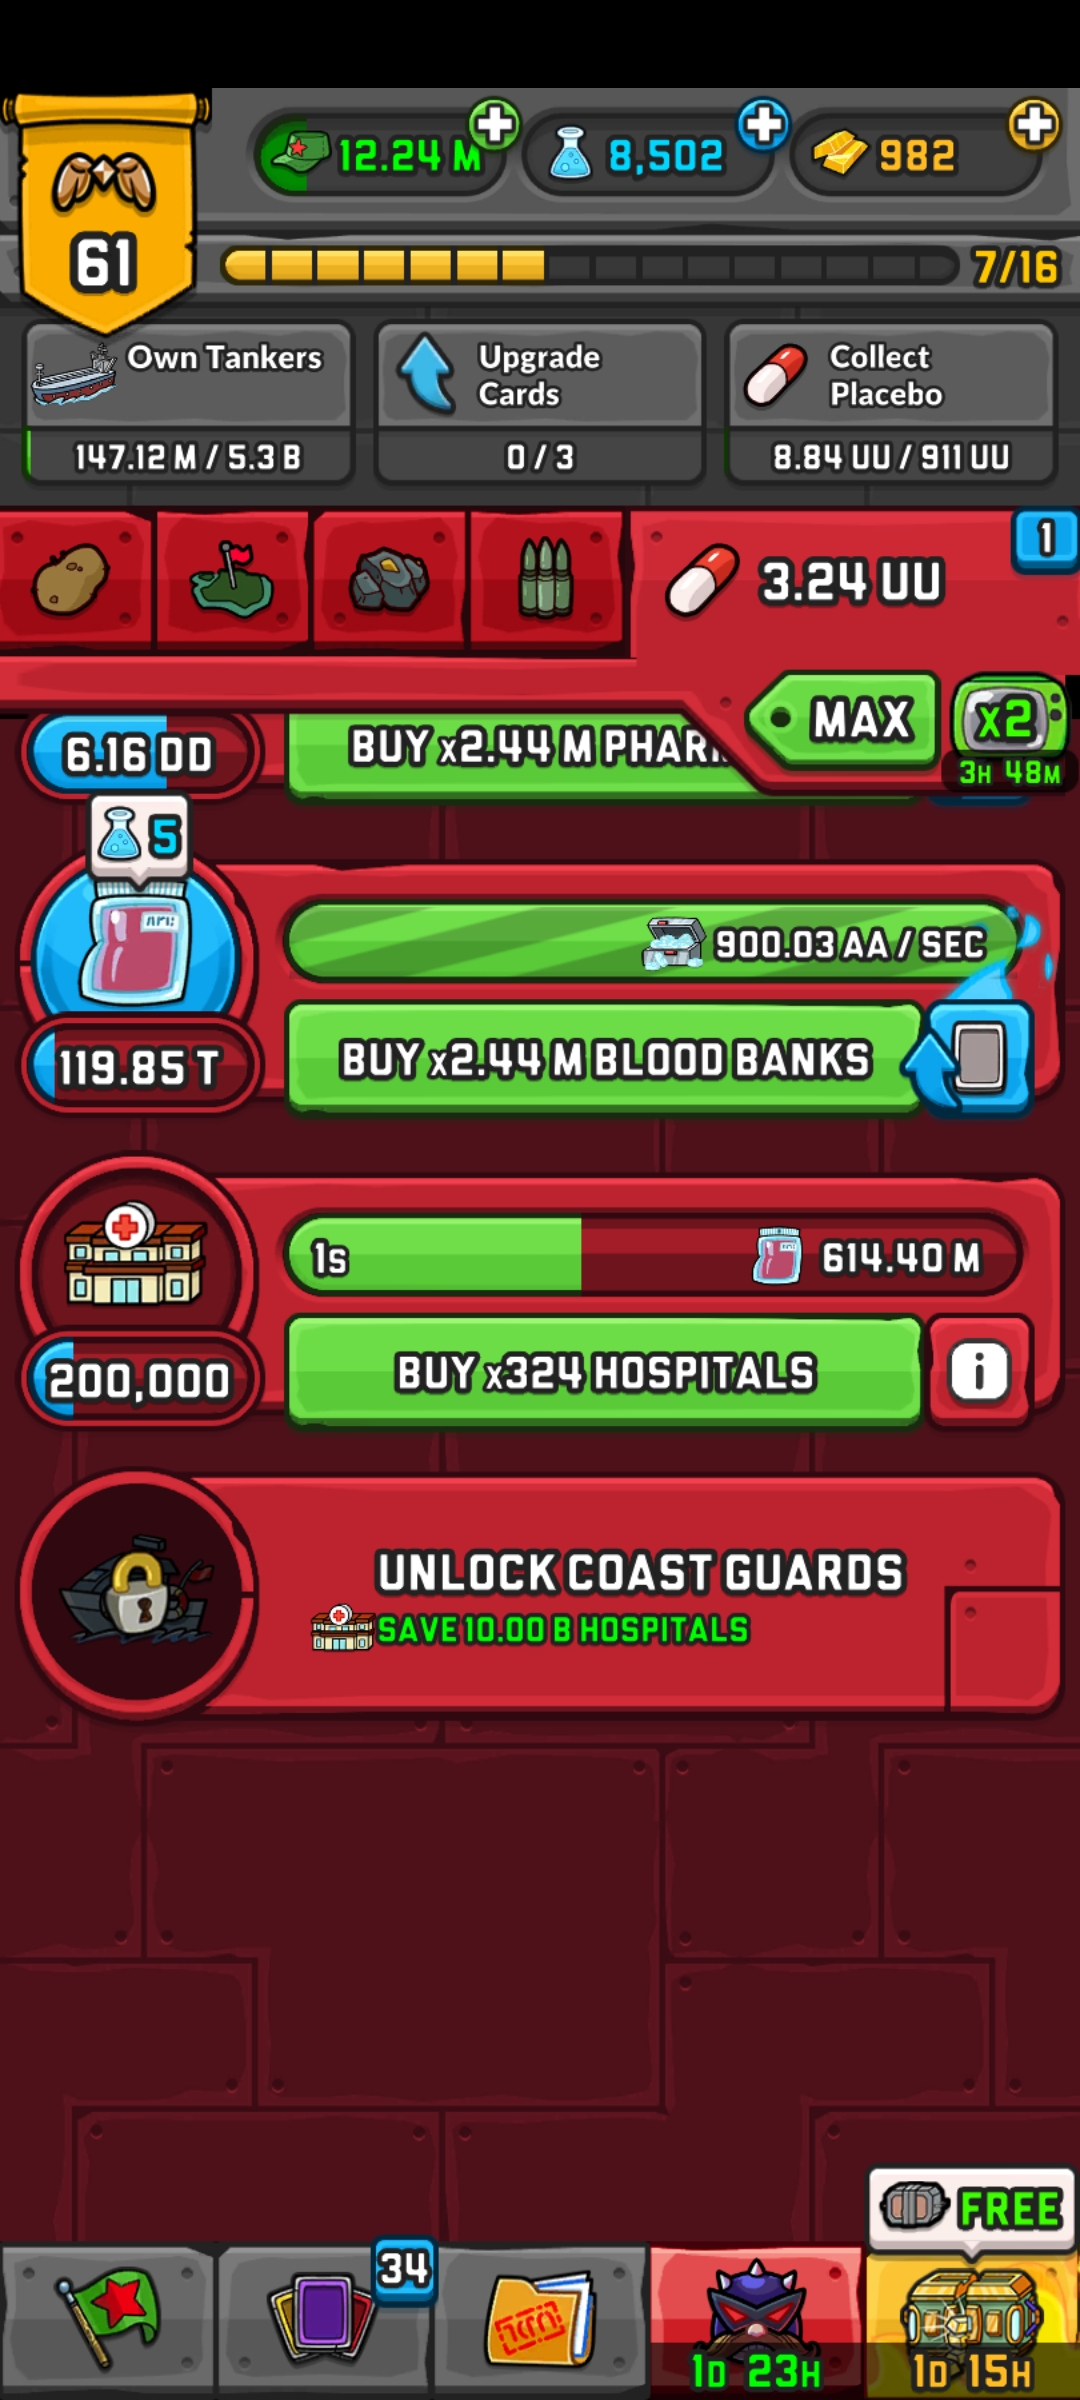 12.24 M
8,502
982
61
7/16
Own Tankers
147.12 M / 5.3 B
Upgrade
Cards
0 / 3
Collect
Placebo
8.84 UU / 911 UU
1
3.24 UU
MAX
x2
3H 48M
6.16 DD
BUY x2.44 M PHAR
5
900.03 AA / SEC
119.85 T
BUY x2.44 M BLOOD BANKS
1s
614.40 M
200,000
BUY x324 HOSPITALS
i
UNLOCK COAST GUARDS
SAVE 10.00 B HOSPITALS
FREE
34
1D 23H
1D 15H